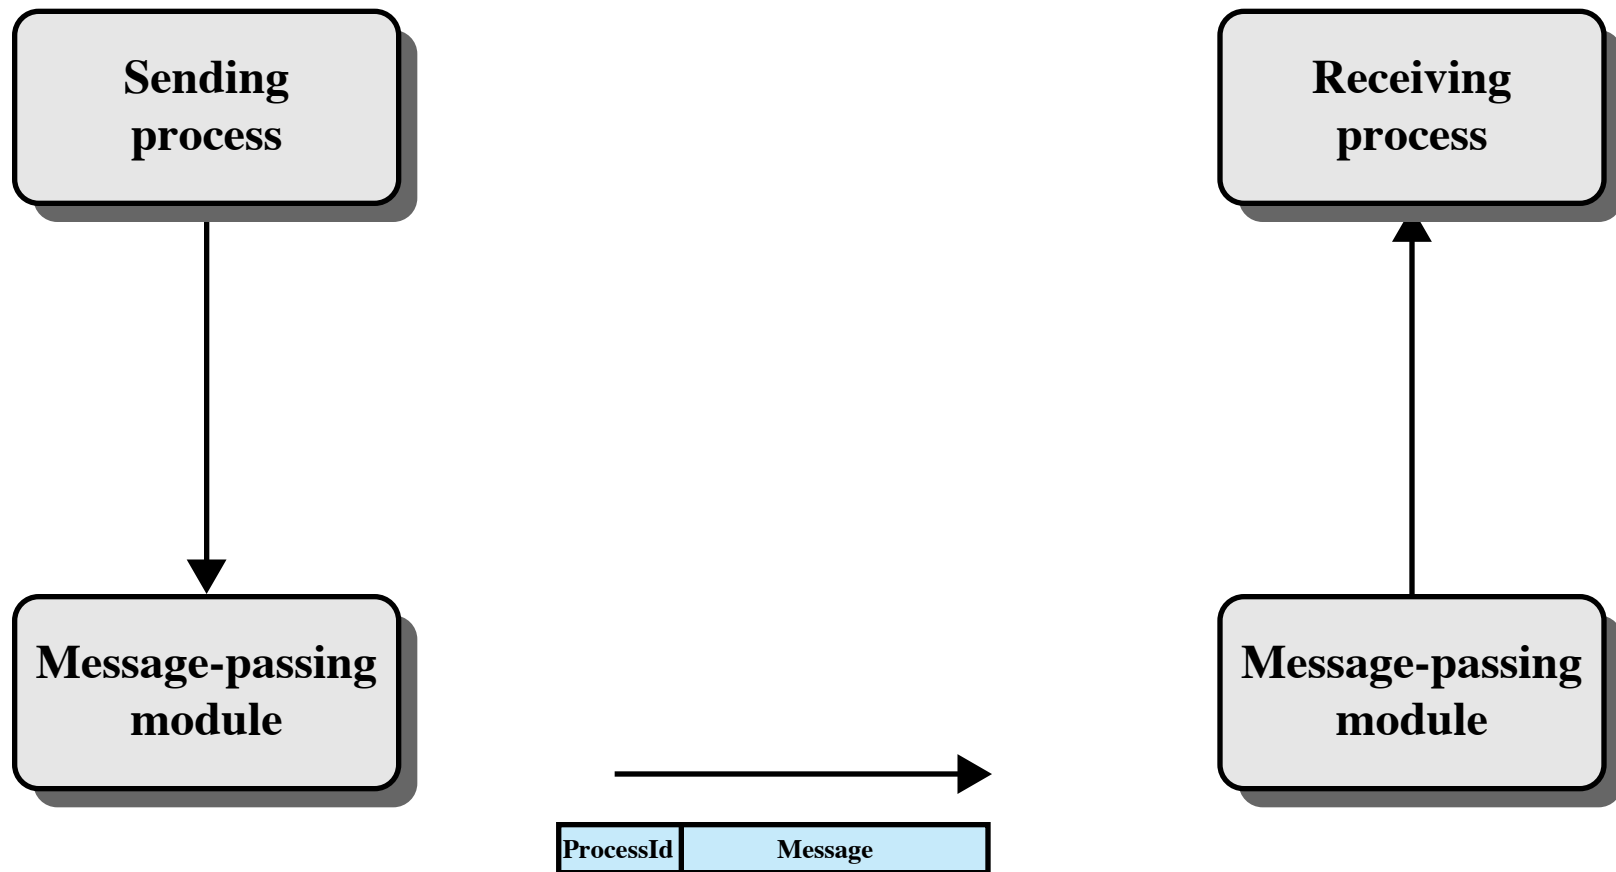 Sending
process
Receiving
process
Message-passing
module
Message-passing
module
ProcessId
Message